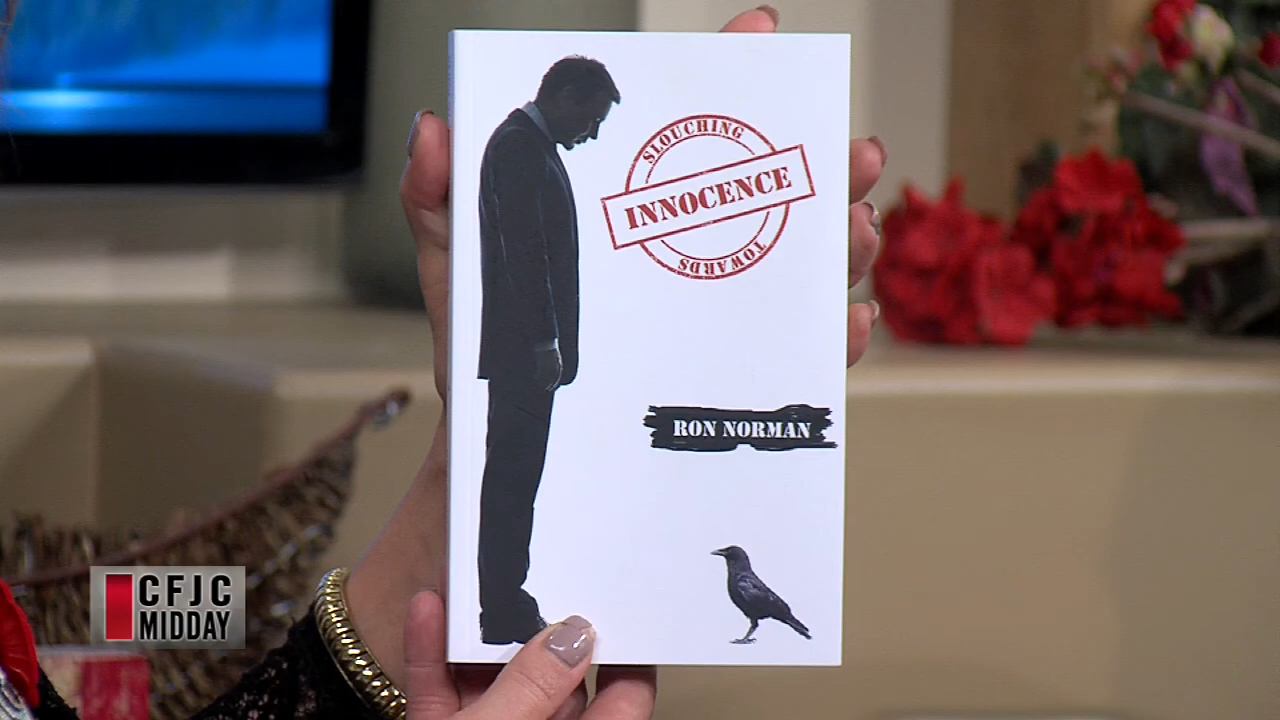 SLOUCHING
INNOCENCE
TOWARDS
RON NORMAN
CFJC
MIDDAY